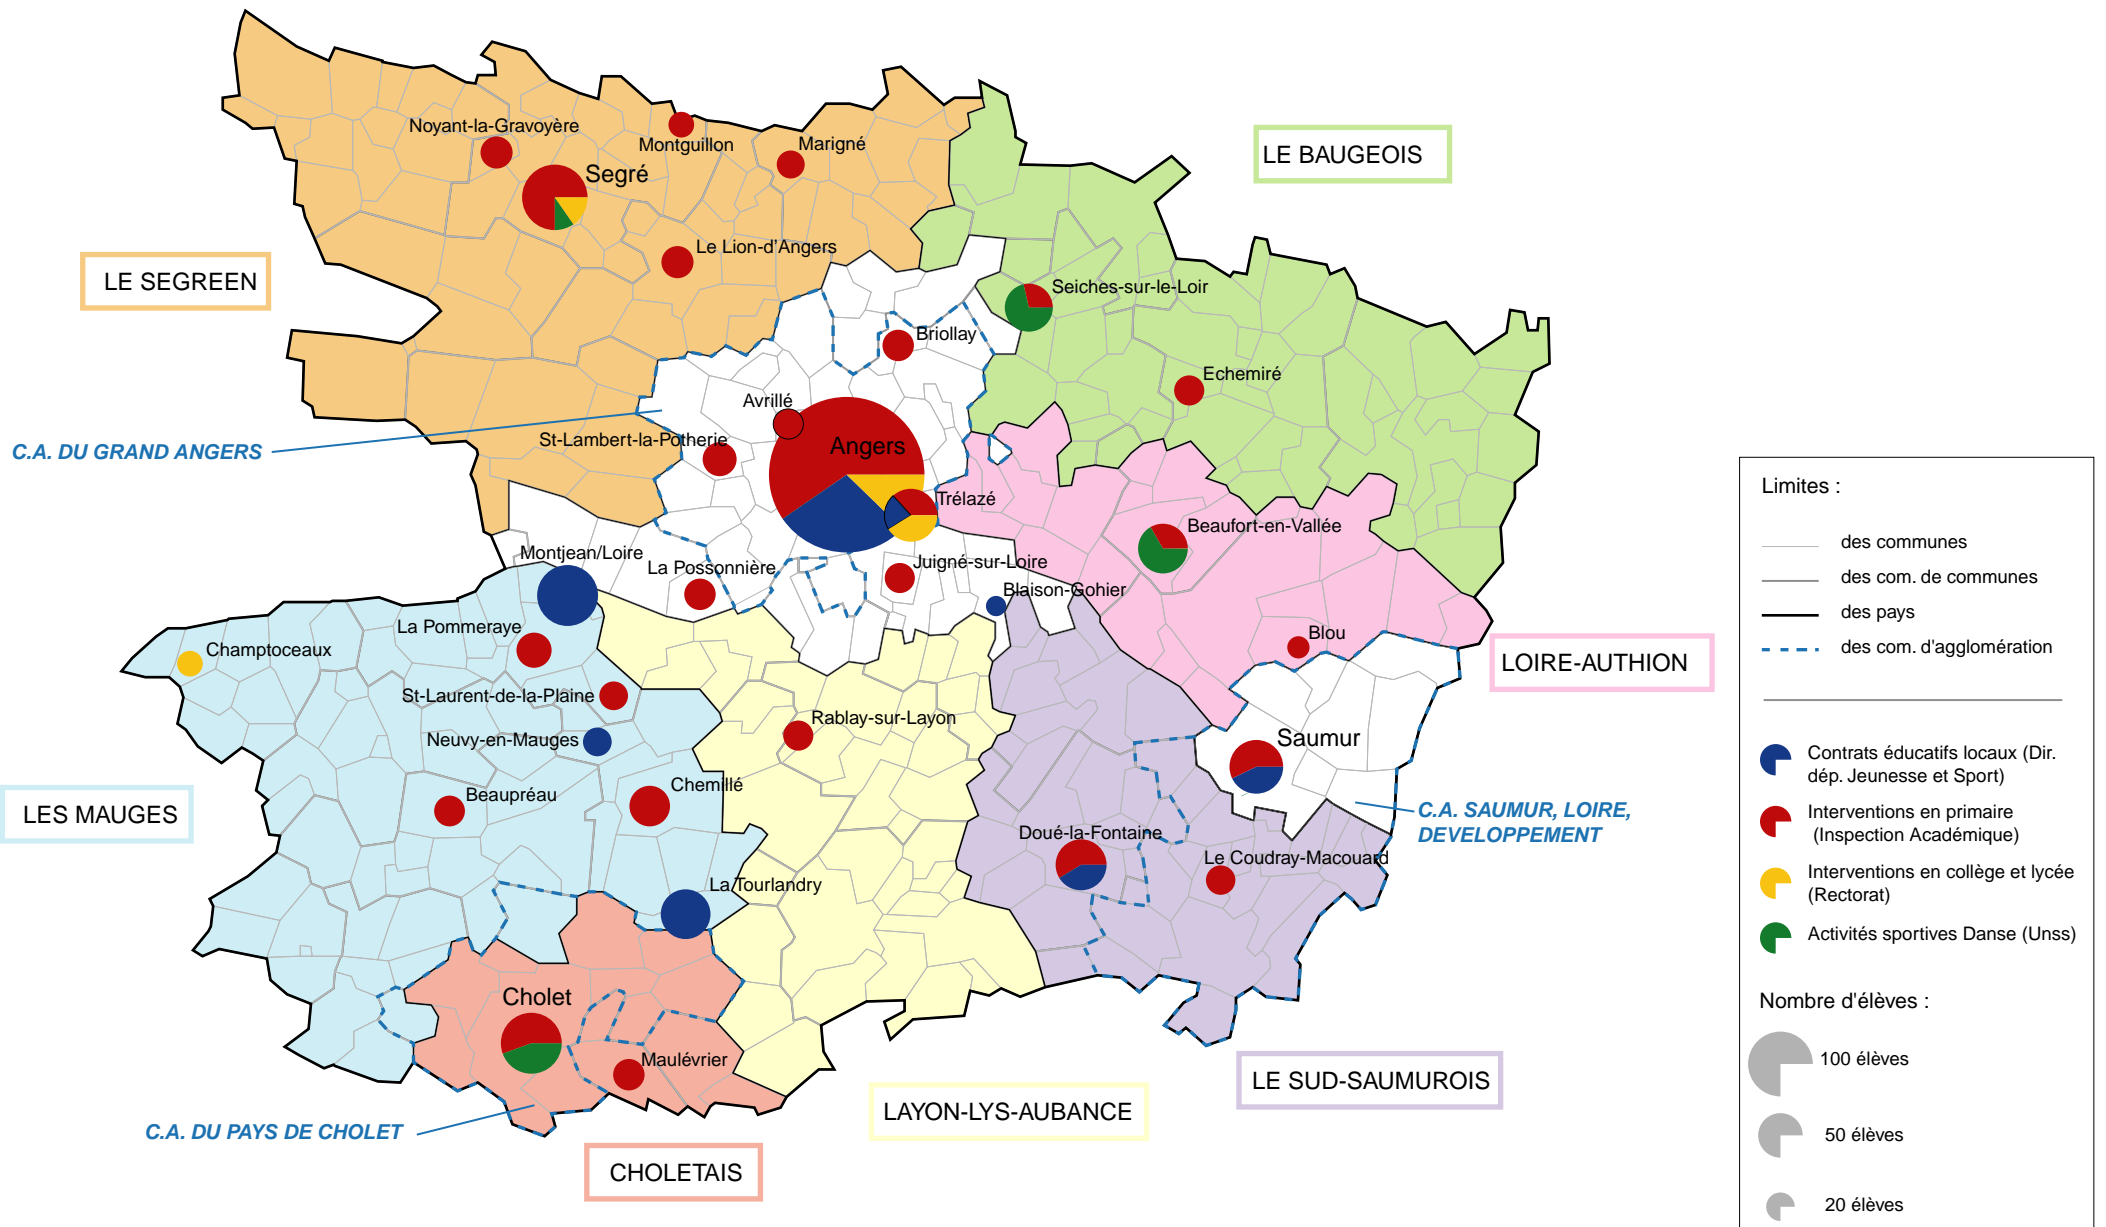 Noyant-la-Gravoyère
Montguillon
Marigné
Segré
LE BAUGEOIS
Le Lion-d'Angers
LE SEGREEN
Seiches-sur-le-Loir
Briollay
Echemiré
Avrillé
C.A. DU GRAND ANGERS
St-Lambert-la-Potherie
Angers
Trélazé
Beaufort-en-Vallée
Montjean/Loire
La Possonnière
Juigné-sur-Loire
Blaison-Gohier
La Pommeraye
Champtoceaux
Blou
LOIRE-AUTHION
St-Laurent-de-la-Plaine
Rablay-sur-Layon
Neuvy-en-Mauges
Saumur
Chemillé
Beaupréau
LES MAUGES
C.A. SAUMUR, LOIRE,
DEVELOPPEMENT
Doué-la-Fontaine
Le Coudray-Macouard
La Tourlandry
Cholet
Maulévrier
LE SUD-SAUMUROIS
LAYON-LYS-AUBANCE
C.A. DU PAYS DE CHOLET
CHOLETAIS
Limites :
des communes
des com. de communes
des pays
des com. d'agglomération
Contrats éducatifs locaux (Dir.
dép. Jeunesse et Sport)
Interventions en primaire
(Inspection Académique)
Interventions en collège et lycée
(Rectorat)
Activités sportives Danse (Unss)
Nombre d'élèves :
100 élèves
50 élèves
20 élèves